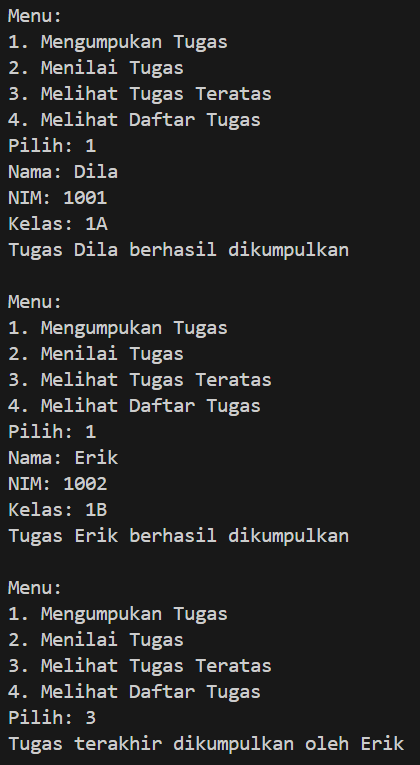 Menu:
1. Mengumpukan Tugas
2. Menilai Tugas
3. Melihat Tugas Teratas
4. Melihat Daftar Tugas
Pilih: 1
Nama: Dila
NIM: 1001
Kelas: 1A
Tugas Dila berhasil dikumpulkan

Menu:
1. Mengumpukan Tugas
2. Menilai Tugas
3. Melihat Tugas Teratas
4. Melihat Daftar Tugas
Pilih: 1
Nama: Erik
NIM: 1002
Kelas: 1B
Tugas Erik berhasil dikumpulkan

Menu:
1. Mengumpukan Tugas
2. Menilai Tugas
3. Melihat Tugas Teratas
4. Melihat Daftar Tugas
Pilih: 3
Tugas terakhir dikumpulkan oleh Erik